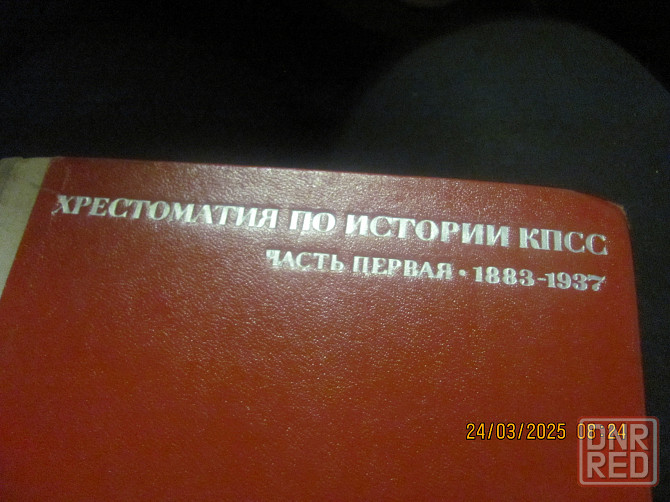 ХРЕСТОМАТИЯ ПО ИСТОРИИ КПСС
ЧАСТЬ ПЕРВАЯ • 1883-1937
24/03/2025 08:24
DNR
RED